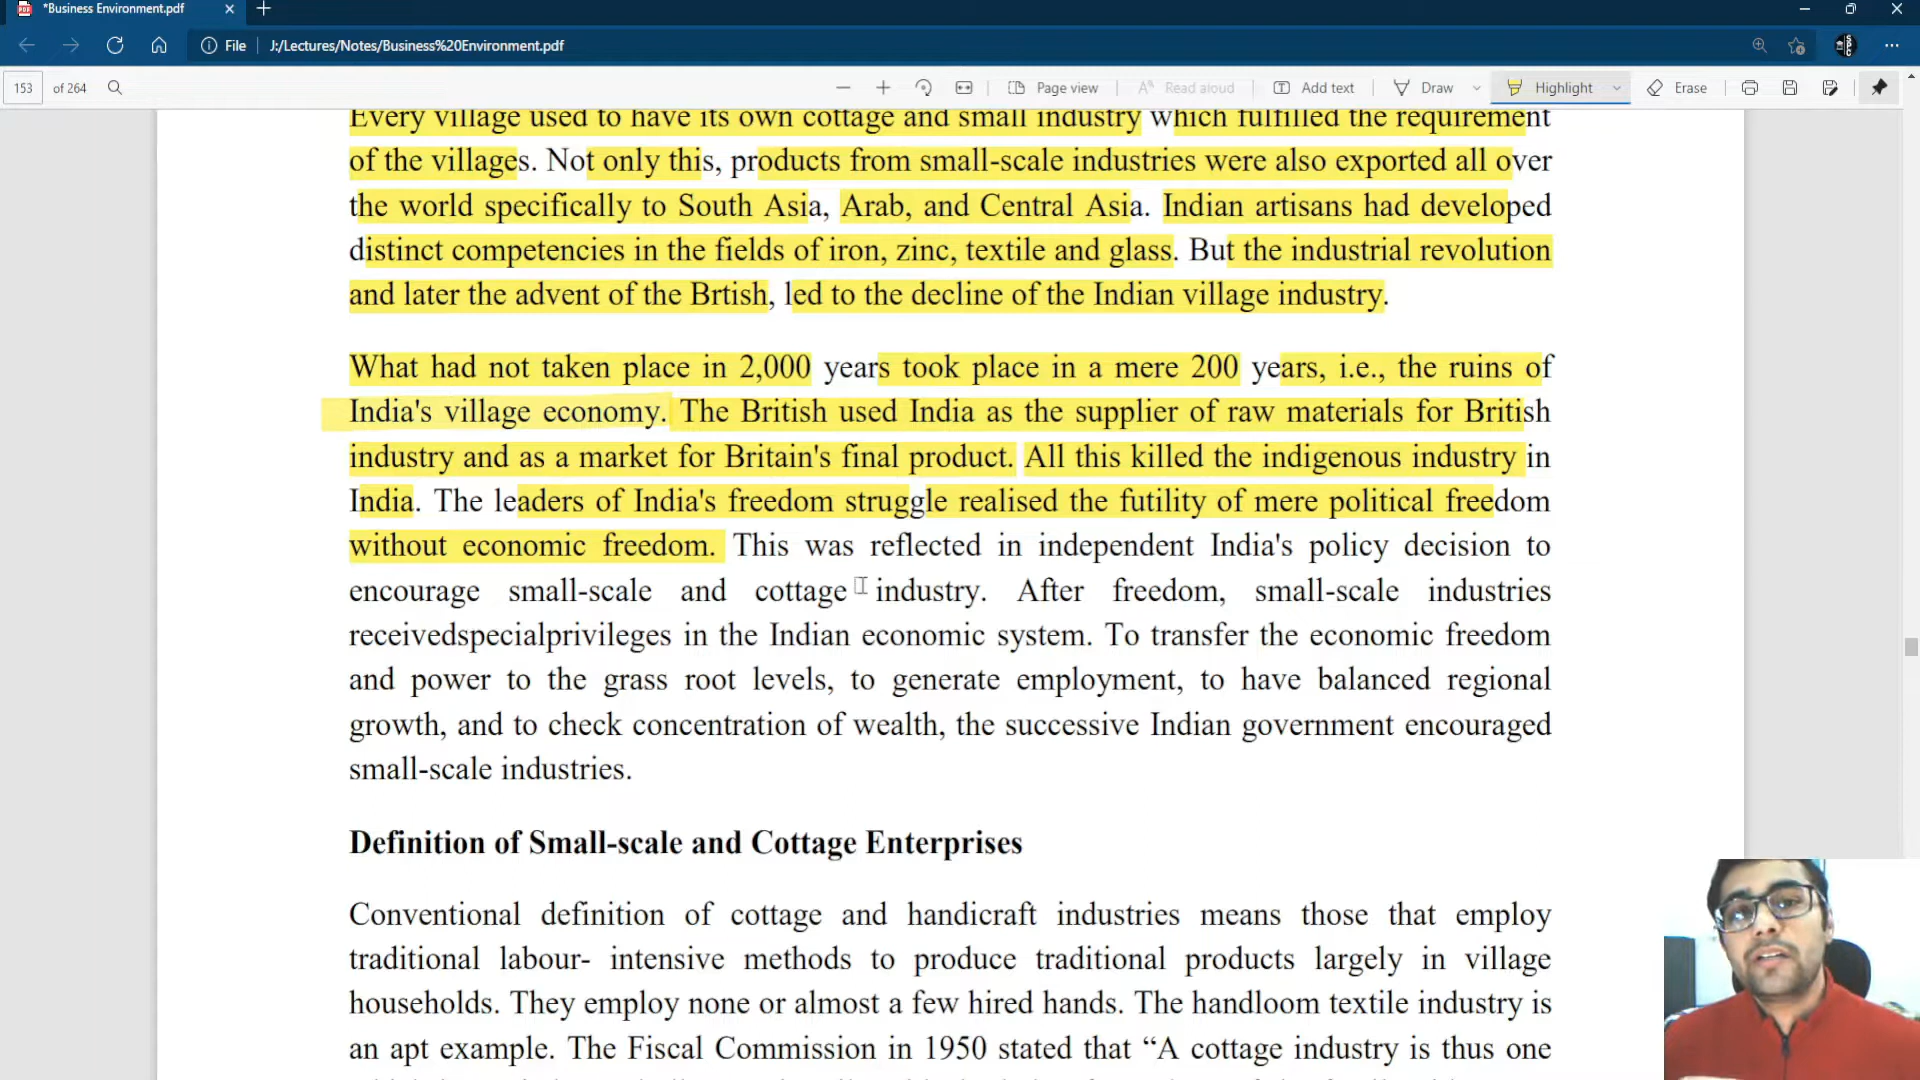 *Business Environment.pdf
File J:/Lectures/Notes/Business%20Environment.pdf
153 of 264 Page view Read aloud Add text Draw Highlight Erase
Every village used to have its own cottage and small industry which fulfilled the requirement
of the villages. Not only this, products from small-scale industries were also exported all over
the world specifically to South Asia, Arab, and Central Asia. Indian artisans had developed
distinct competencies in the fields of iron, zinc, textile and glass. But the industrial revolution
and later the advent of the Brtish, led to the decline of the Indian village industry.
What had not taken place in 2,000 years took place in a mere 200 years, i.e., the ruins of
India's village economy. The British used India as the supplier of raw materials for British
industry and as a market for Britain's final product. All this killed the indigenous industry in
India. The leaders of India's freedom struggle realised the futility of mere political freedom
without economic freedom. This was reflected in independent India's policy decision to
encourage small-scale and cottage industry. After freedom, small-scale industries
receivedspecialprivileges in the Indian economic system. To transfer the economic freedom
and power to the grass root levels, to generate employment, to have balanced regional
growth, and to check concentration of wealth, the successive Indian government encouraged
small-scale industries.
Definition of Small-scale and Cottage Enterprises
Conventional definition of cottage and handicraft industries means those that employ
traditional labour- intensive methods to produce traditional products largely in village
households. They employ none or almost a few hired hands. The handloom textile industry is
an apt example. The Fiscal Commission in 1950 stated that “A cottage industry is thus one